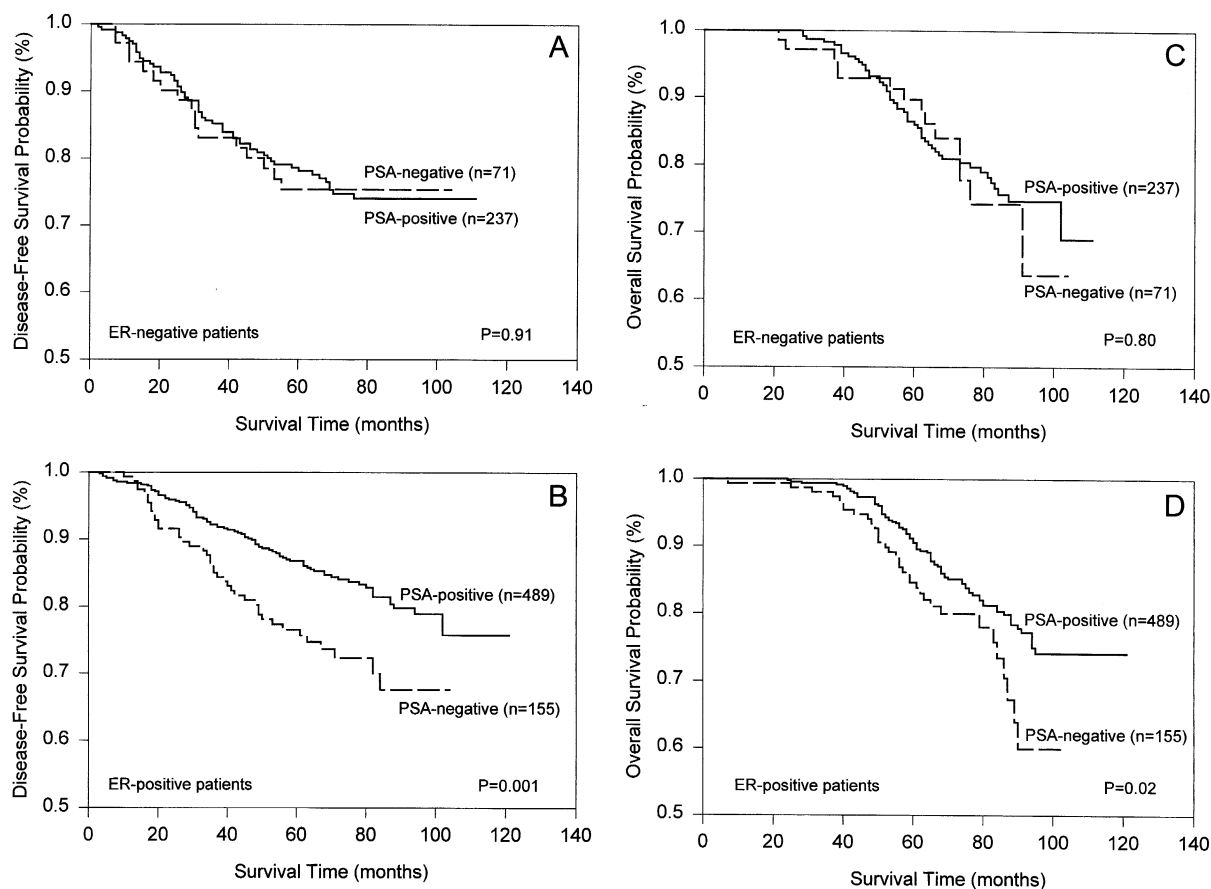 A
Disease-Free Survival Probability (%)
1.0
0.9
0.8
0.7
0.6
0.5
PSA-negative (n=71)
PSA-positive (n=237)
ER-negative patients
P=0.91
0 20 40 60 80 100 120 140
Survival Time (months)
C
Overall Survival Probability (%)
1.0
0.9
0.8
0.7
0.6
0.5
PSA-positive (n=237)
PSA-negative (n=71)
ER-negative patients
P=0.80
0 20 40 60 80 100 120 140
Survival Time (months)
B
Disease-Free Survival Probability (%)
1.0
0.9
0.8
0.7
0.6
0.5
PSA-positive (n=489)
PSA-negative (n=155)
ER-positive patients
P=0.001
0 20 40 60 80 100 120 140
Survival Time (months)
D
Overall Survival Probability (%)
1.0
0.9
0.8
0.7
0.6
0.5
PSA-positive (n=489)
PSA-negative (n=155)
ER-positive patients
P=0.02
0 20 40 60 80 100 120 140
Survival Time (months)